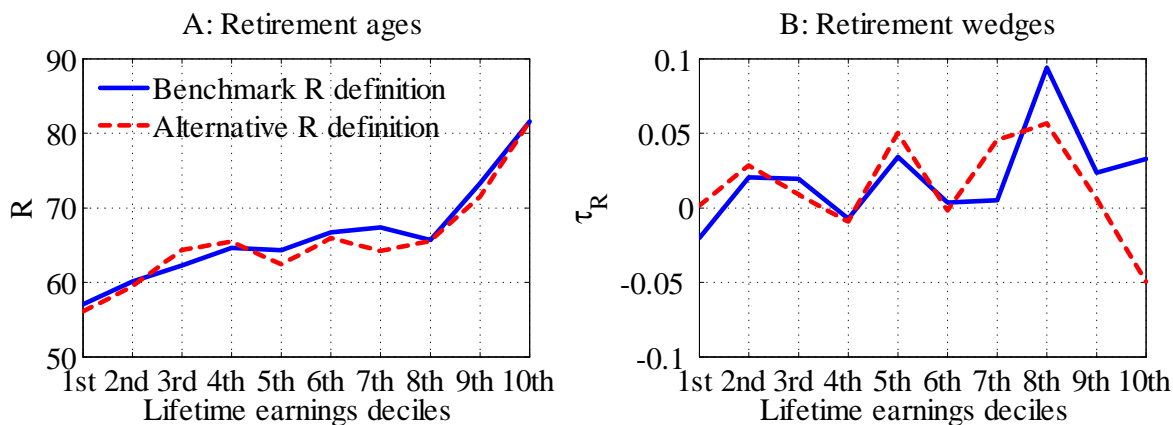 A: Retirement ages
90
80
70
60
50
R
Benchmark R definition
Alternative R definition
1st 2nd 3rd 4th 5th 6th 7th 8th 9th 10th
Lifetime earnings deciles
B: Retirement wedges
0.1
0.05
0
-0.05
-0.1
τR
1st 2nd 3rd 4th 5th 6th 7th 8th 9th 10th
Lifetime earnings deciles